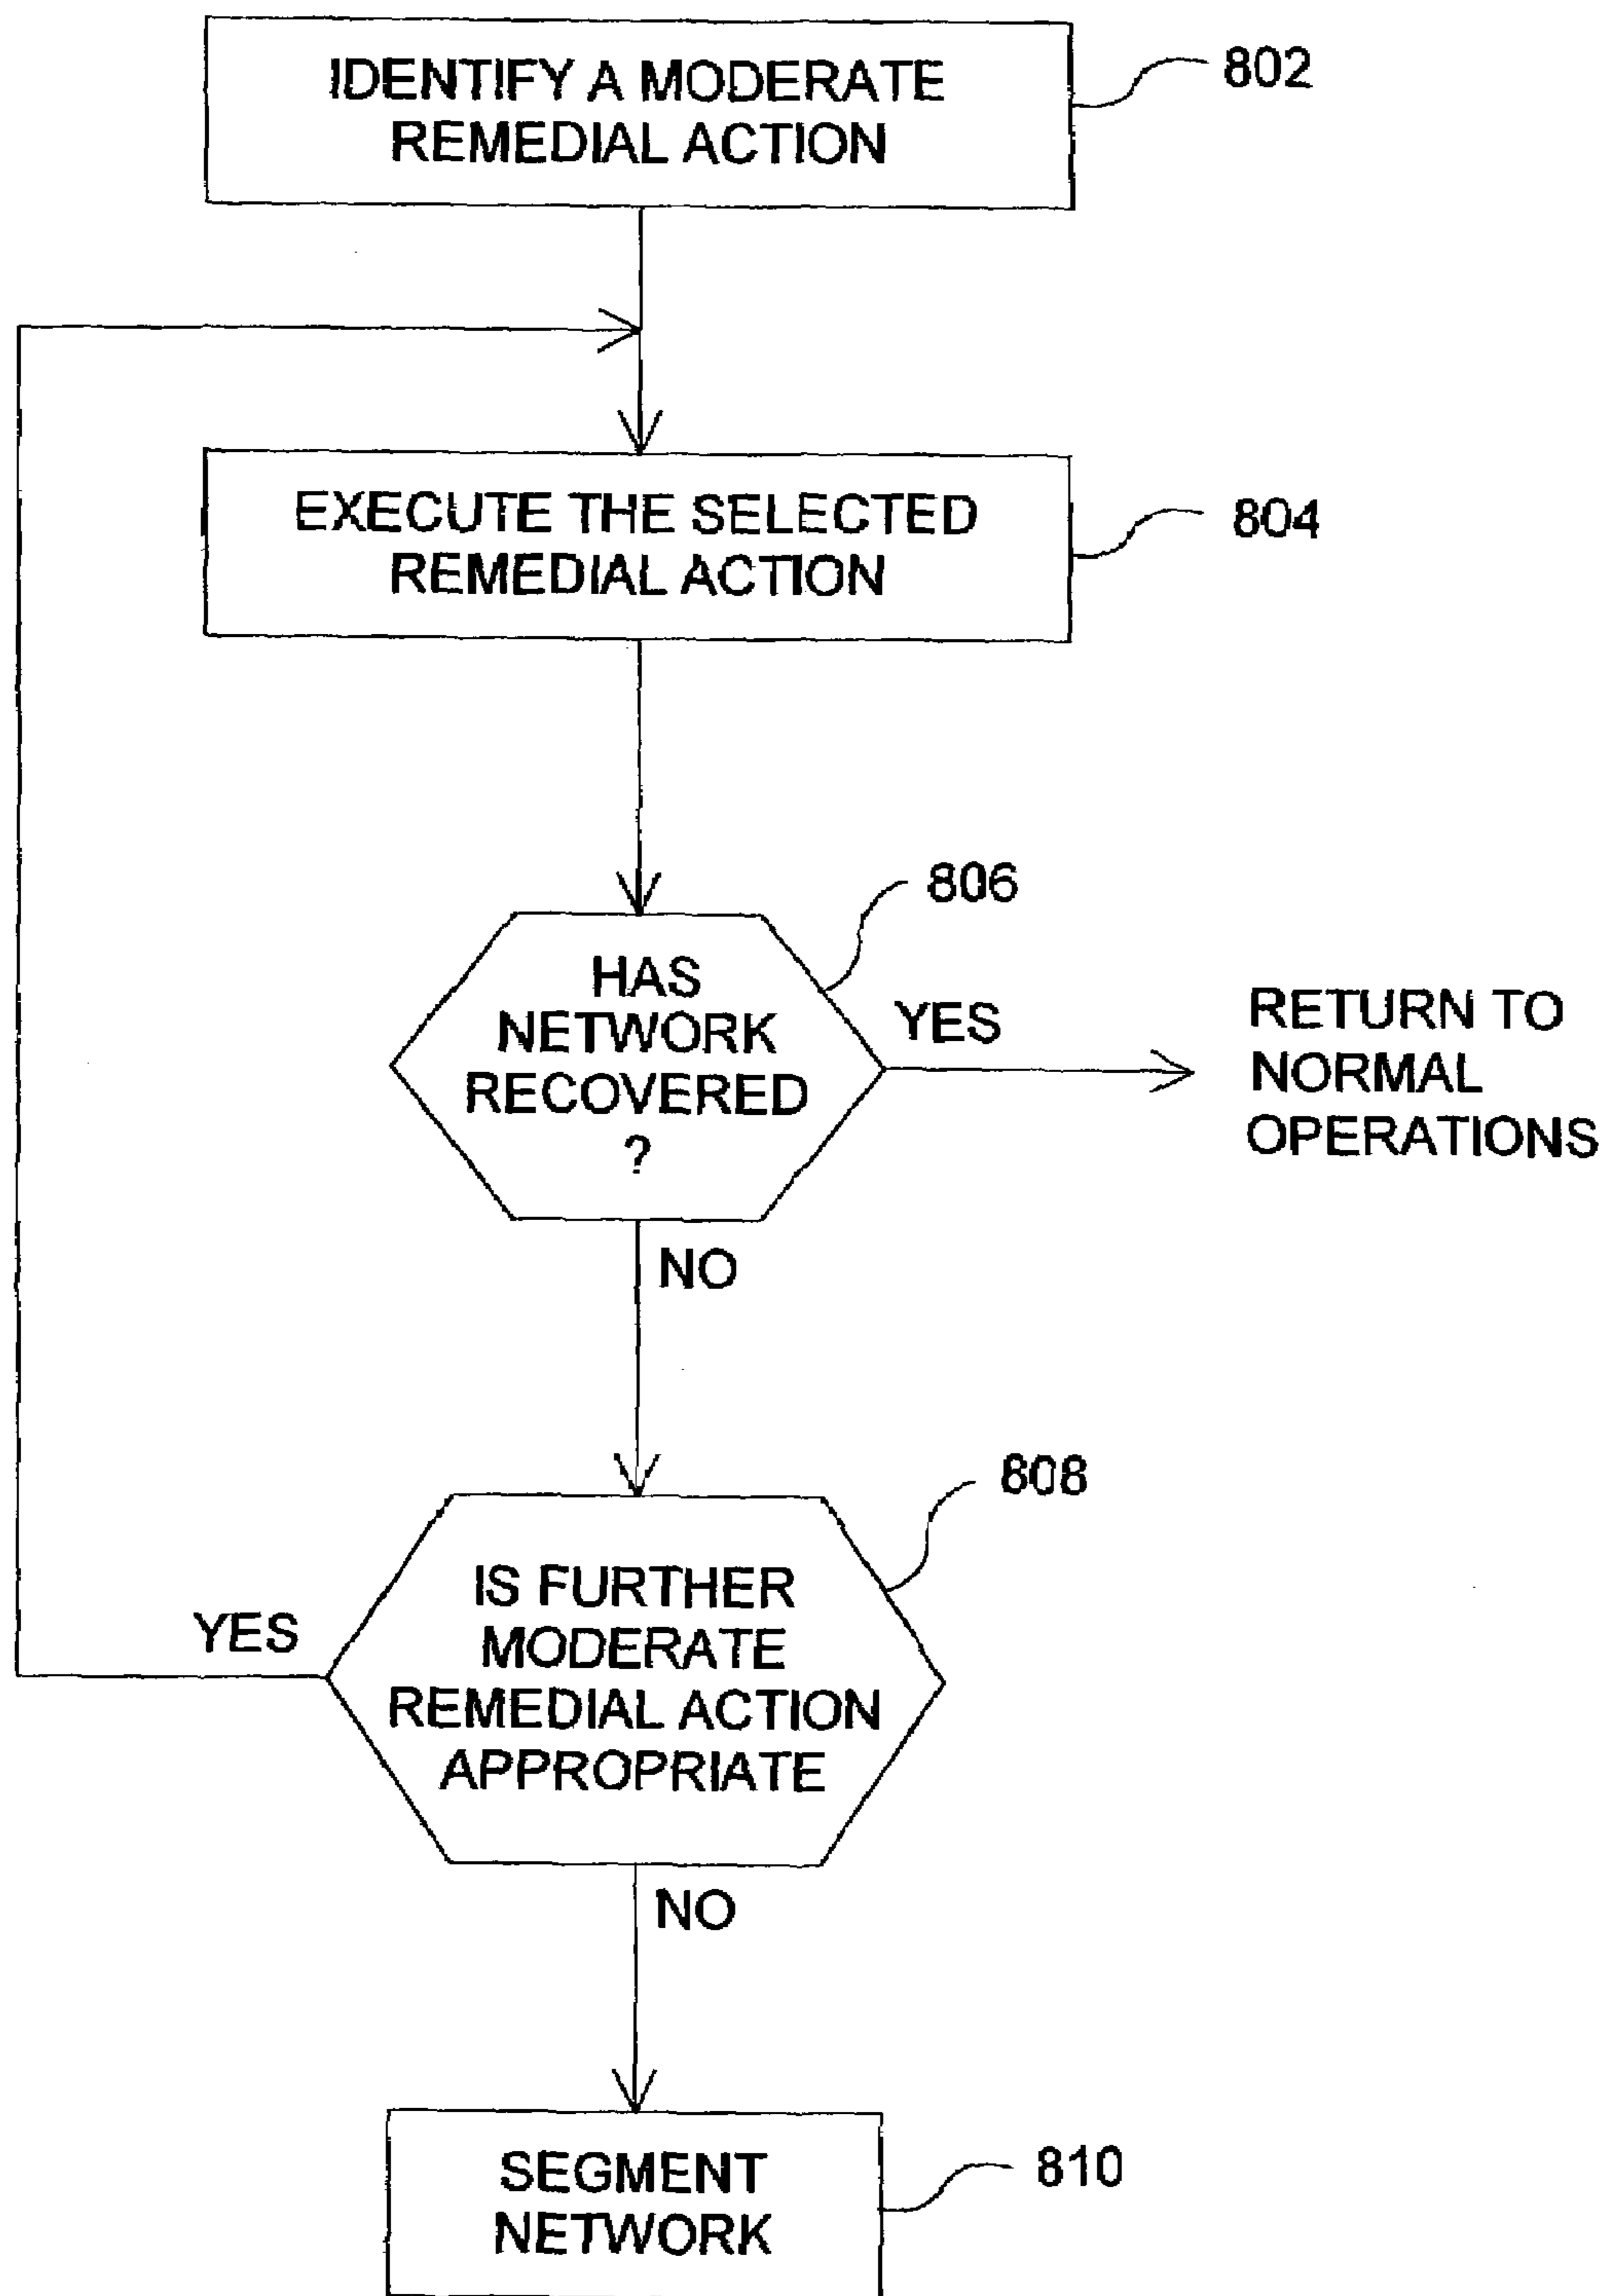 IDENTIFY A MODERATE
REMEDIAL ACTION
802
EXECUTE THE SELECTED
REMEDIAL ACTION
804
806
HAS
NETWORK
RECOVERED
?
YES
RETURN TO
NORMAL
OPERATIONS
NO
808
IS FURTHER
MODERATE
REMEDIAL ACTION
APPROPRIATE
YES
NO
SEGMENT
NETWORK
810